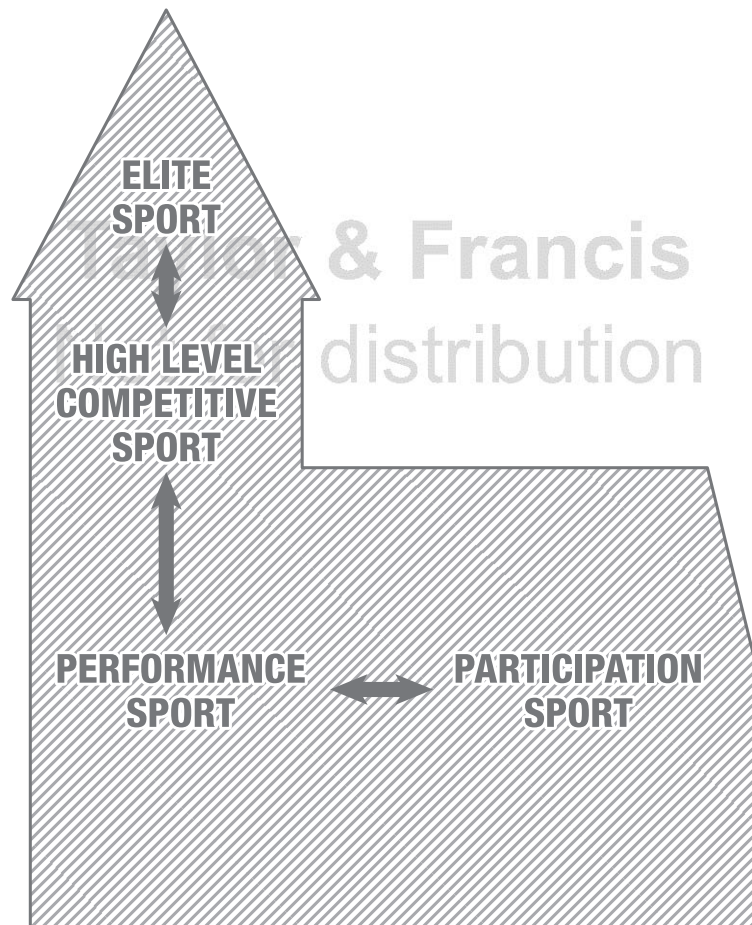 ELITE
SPORT
Taylor & Francis
Not for distribution
HIGH LEVEL
COMPETITIVE
SPORT
PERFORMANCE
SPORT
PARTICIPATION
SPORT